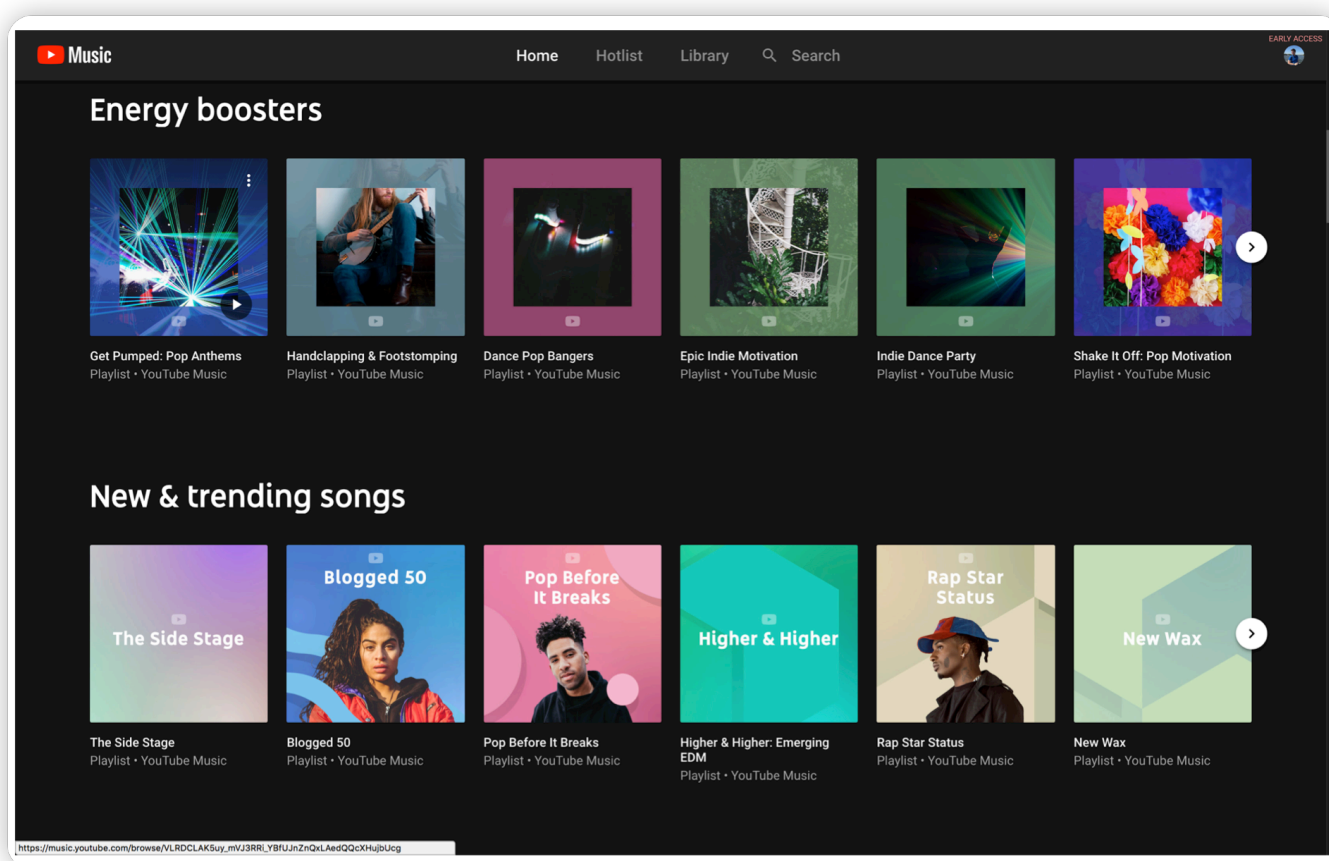 Music
Home Hotlist Library Search
EARLY ACCESS
Energy boosters
Get Pumped: Pop Anthems
Playlist • YouTube Music
Handclapping & Footstomping
Playlist • YouTube Music
Dance Pop Bangers
Playlist • YouTube Music
Epic Indie Motivation
Playlist • YouTube Music
Indie Dance Party
Playlist • YouTube Music
Shake It Off: Pop Motivation
Playlist • YouTube Music
New & trending songs
The Side Stage
The Side Stage
Playlist • YouTube Music
Blogged 50
Blogged 50
Playlist • YouTube Music
Pop Before
It Breaks
Pop Before It Breaks
Playlist • YouTube Music
Higher & Higher
Higher & Higher: Emerging
EDM
Playlist • YouTube Music
Rap Star
Status
Rap Star Status
Playlist • YouTube Music
New Wax
New Wax
Playlist • YouTube Music
https://music.youtube.com/browse/VLRDCLAK5uy_mVJ3RRi_YBfUJnZnQxLAedQQcXHujbUcg